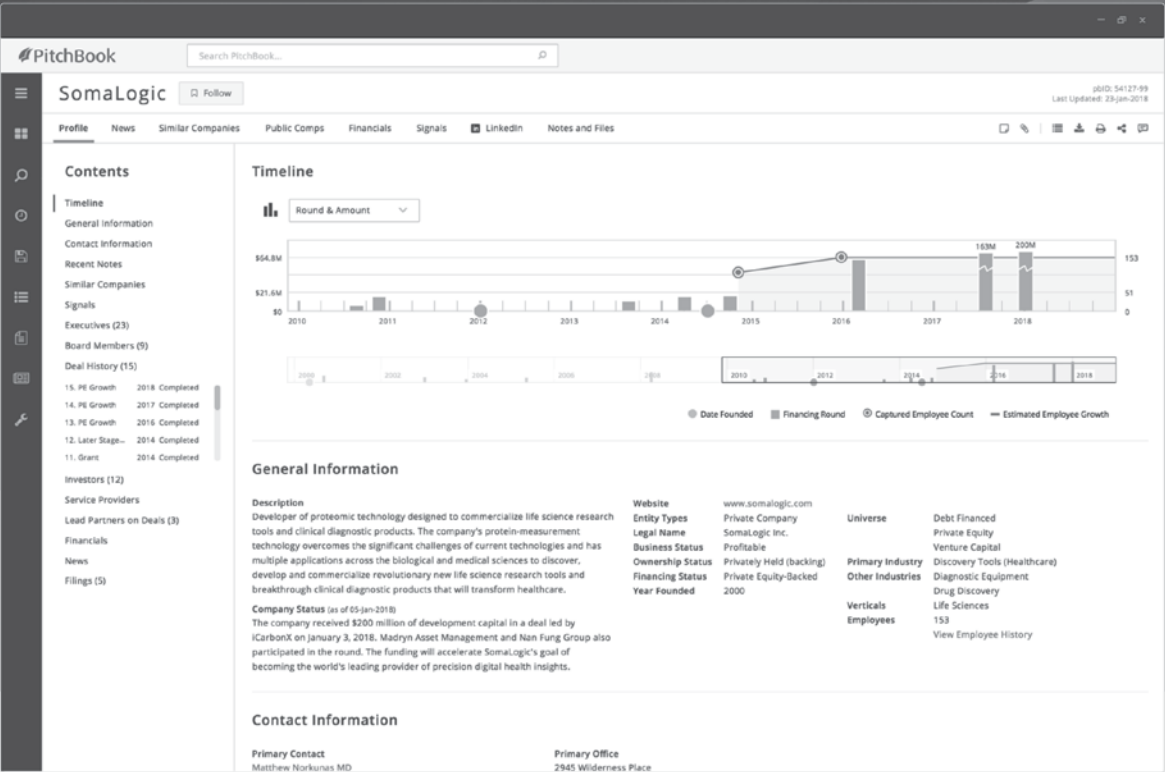 PitchBook
Search PitchBook...
SomaLogic
Follow
pbID: 54127-99
Last Updated: 23-Jan-2018
Profile News Similar Companies Public Comps Financials Signals LinkedIn Notes and Files
Contents
Timeline
General Information
Contact Information
Recent Notes
Similar Companies
Signals
Executives (23)
Board Members (9)
Deal History (15)
15. PE Growth 2018 Completed
14. PE Growth 2017 Completed
13. PE Growth 2016 Completed
12. Later Stage... 2014 Completed
11. Grant 2014 Completed
Investors (12)
Service Providers
Lead Partners on Deals (3)
Financials
News
Filings (5)
Timeline
Round & Amount
163M 200M
$64.8M 153
$21.6M 51
$0 0
2010 2011 2012 2013 2014 2015 2016 2017 2018
2000 2002 2004 2006 2008 2010 2012 2014 2016 2018
Date Founded Financing Round Captured Employee Count Estimated Employee Growth
General Information
Description
Developer of proteomic technology designed to commercialize life science research
tools and clinical diagnostic products. The company's protein-measurement
technology overcomes the significant challenges of current technologies and has
multiple applications across the biological and medical sciences to discover,
develop and commercialize revolutionary new life science research tools and
breakthrough clinical diagnostic products that will transform healthcare.
Company Status (as of 05-Jan-2018)
The company received $200 million of development capital in a deal led by
iCarbonX on January 3, 2018. Madryn Asset Management and Nan Fung Group also
participated in the round. The funding will accelerate SomaLogic's goal of
becoming the world's leading provider of precision digital health insights.
Website www.somalogic.com
Entity Types Private Company
Legal Name SomaLogic Inc.
Business Status Profitable
Ownership Status Privately Held (backing)
Financing Status Private Equity-Backed
Year Founded 2000
Universe Debt Financed
Private Equity
Venture Capital
Primary Industry Discovery Tools (Healthcare)
Other Industries Diagnostic Equipment
Drug Discovery
Verticals Life Sciences
Employees 153
View Employee History
Contact Information
Primary Contact
Matthew Norkunas MD
Primary Office
2945 Wilderness Place